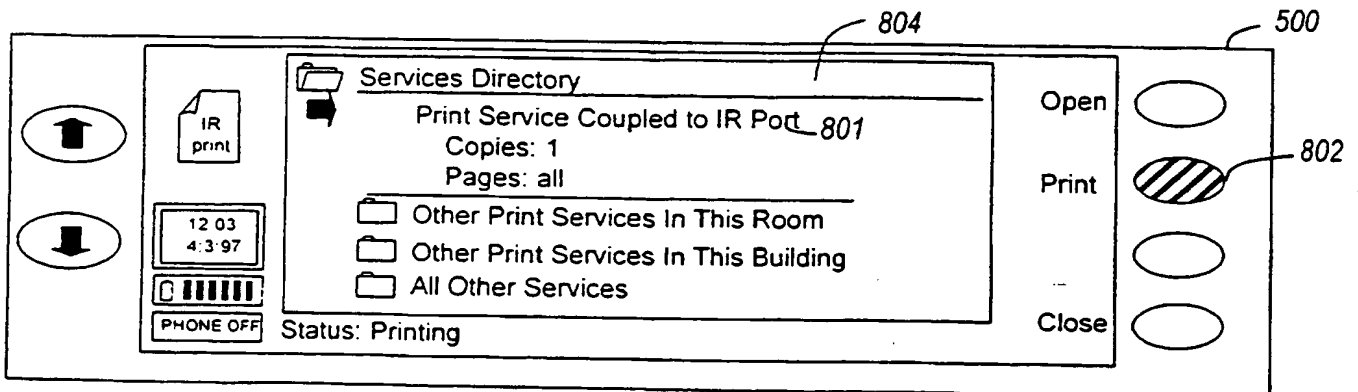 804
500
Services Directory
IR
print
Print Service Coupled to IR Port 801
Copies: 1
Pages: all
Open
Print
802
12 03
4:3:97
Other Print Services In This Room
Other Print Services In This Building
All Other Services
PHONE OFF
Status: Printing
Close